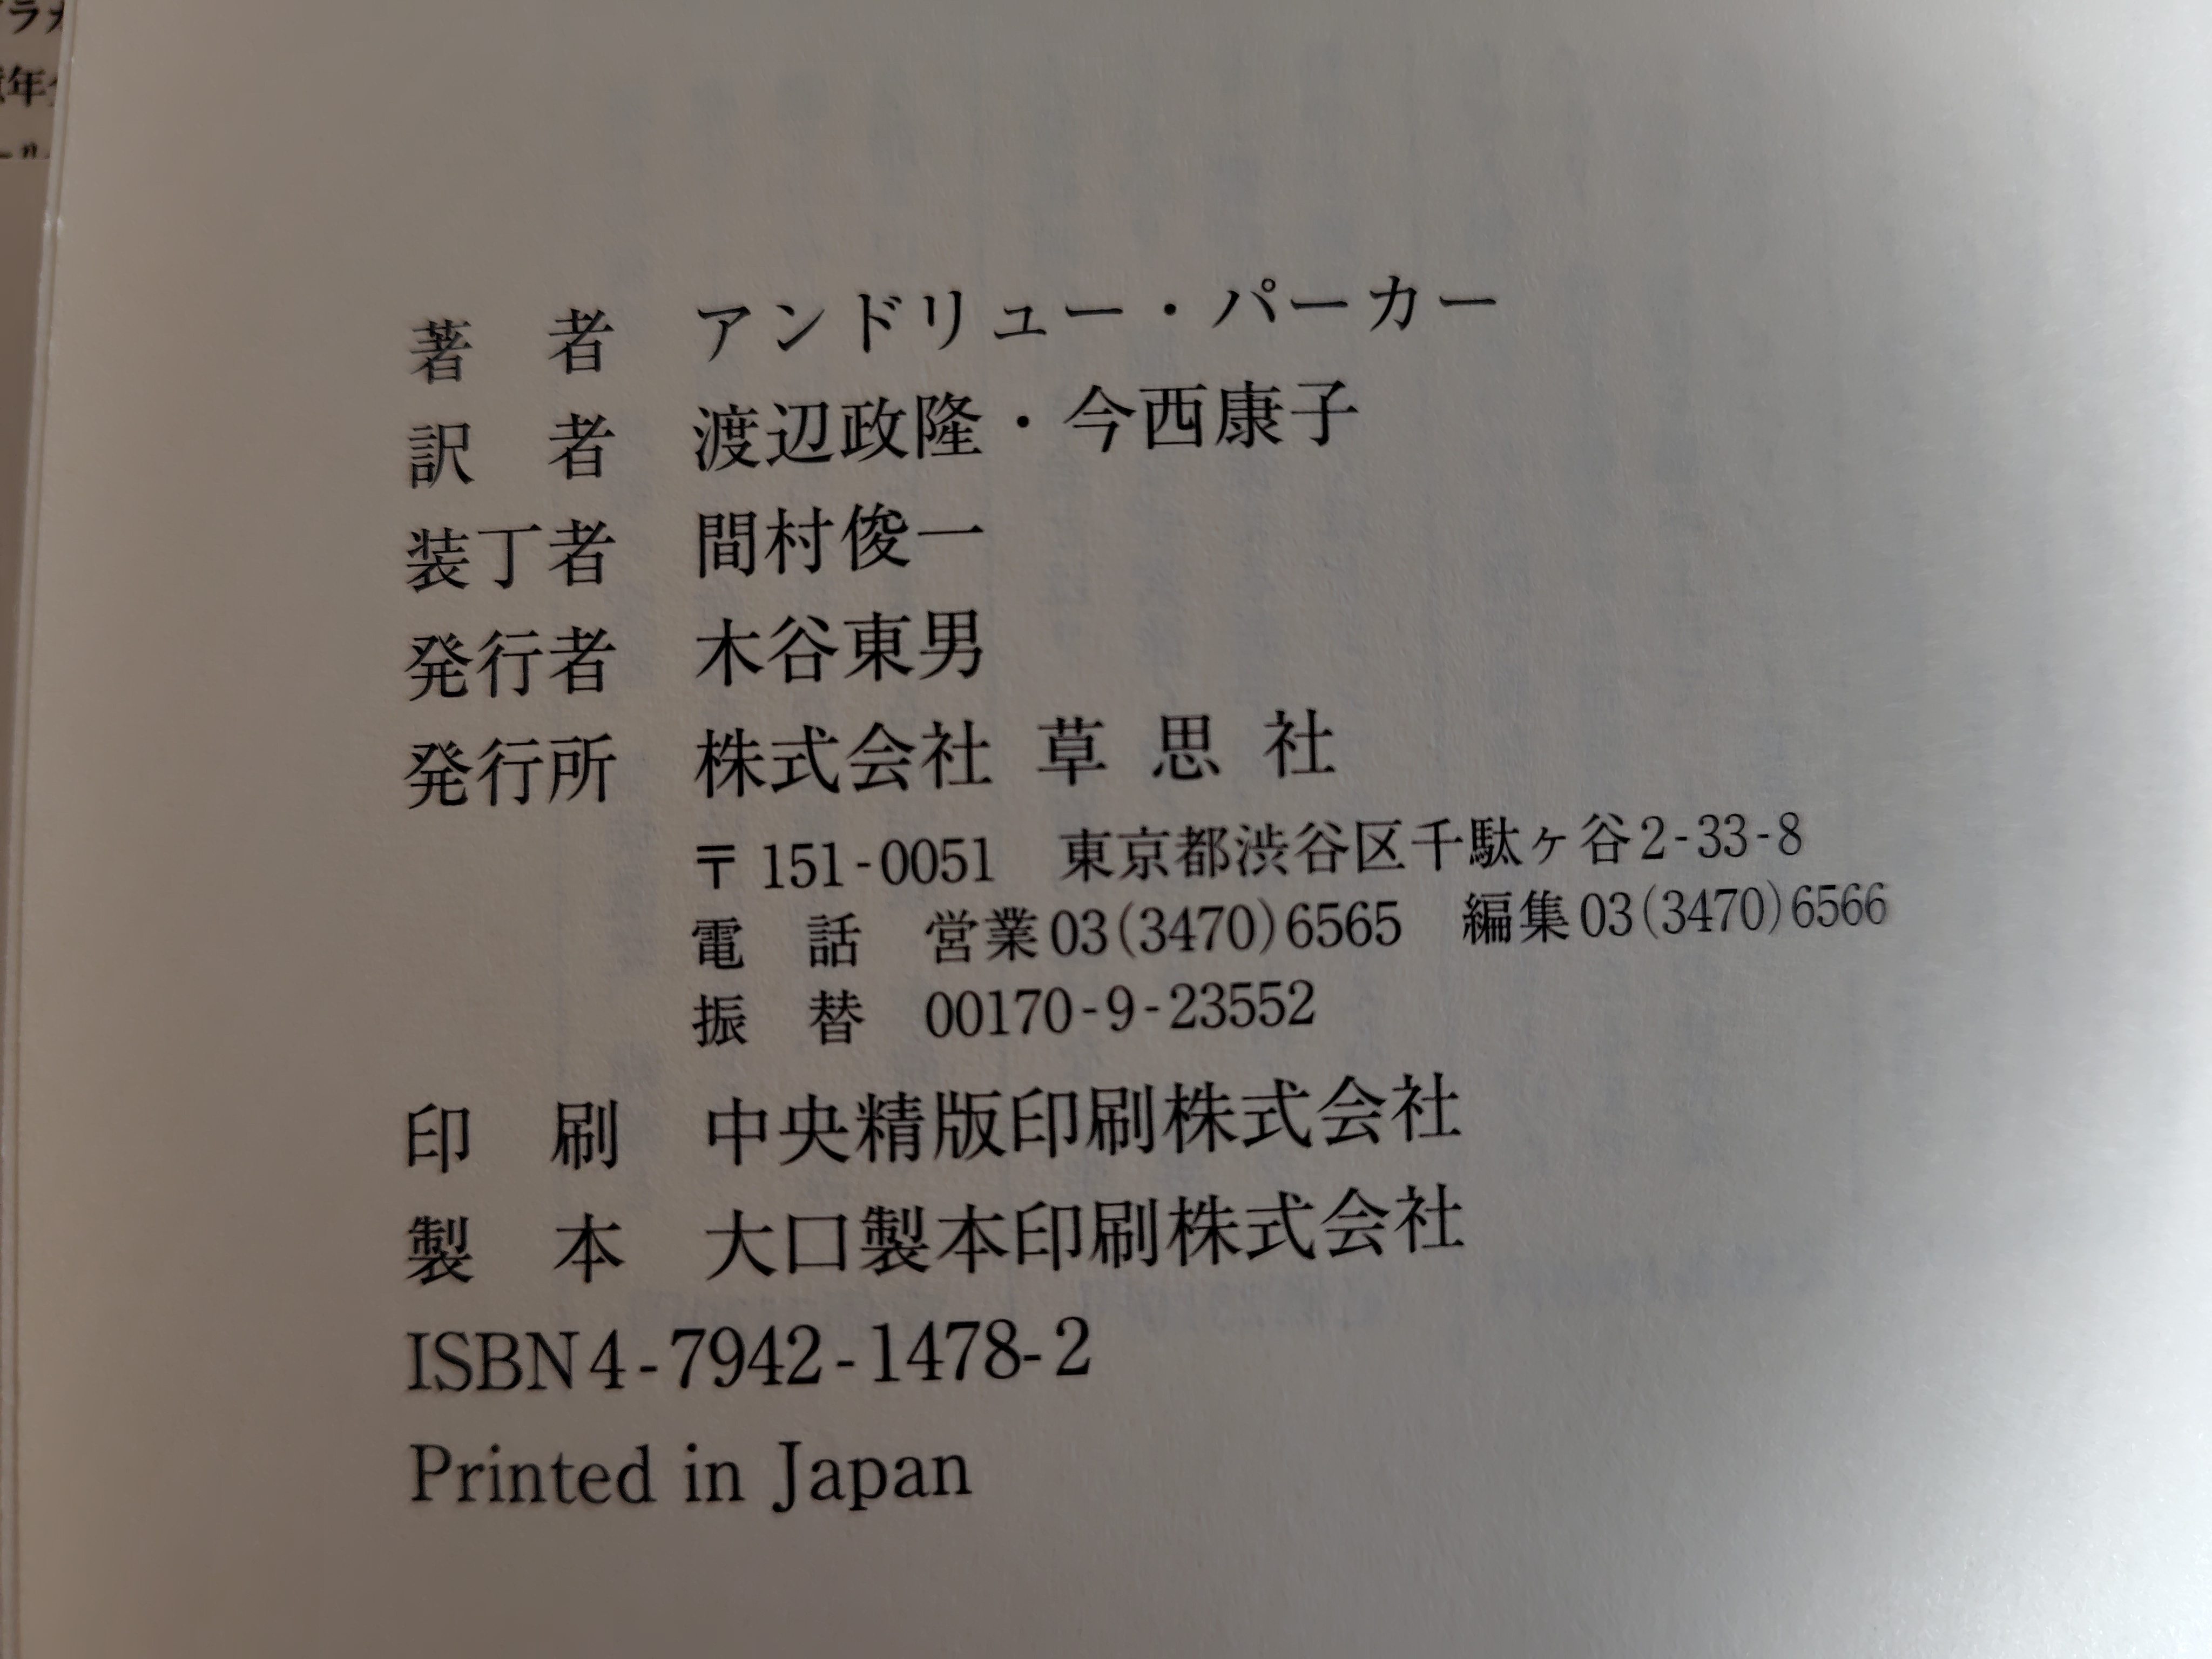 著　者　アンドリュー・パーカー
訳　者　渡辺政隆・今西康子
装丁者　間村俊一
発行者　木谷東男
発行所　株式会社 草 思 社
〒151-0051　東京都渋谷区千駄ヶ谷2-33-8
電　話　営業03(3470)6565　編集03(3470)6566
振　替　00170-9-23552
印　刷　中央精版印刷株式会社
製　本　大口製本印刷株式会社
ISBN4-7942-1478-2
Printed in Japan